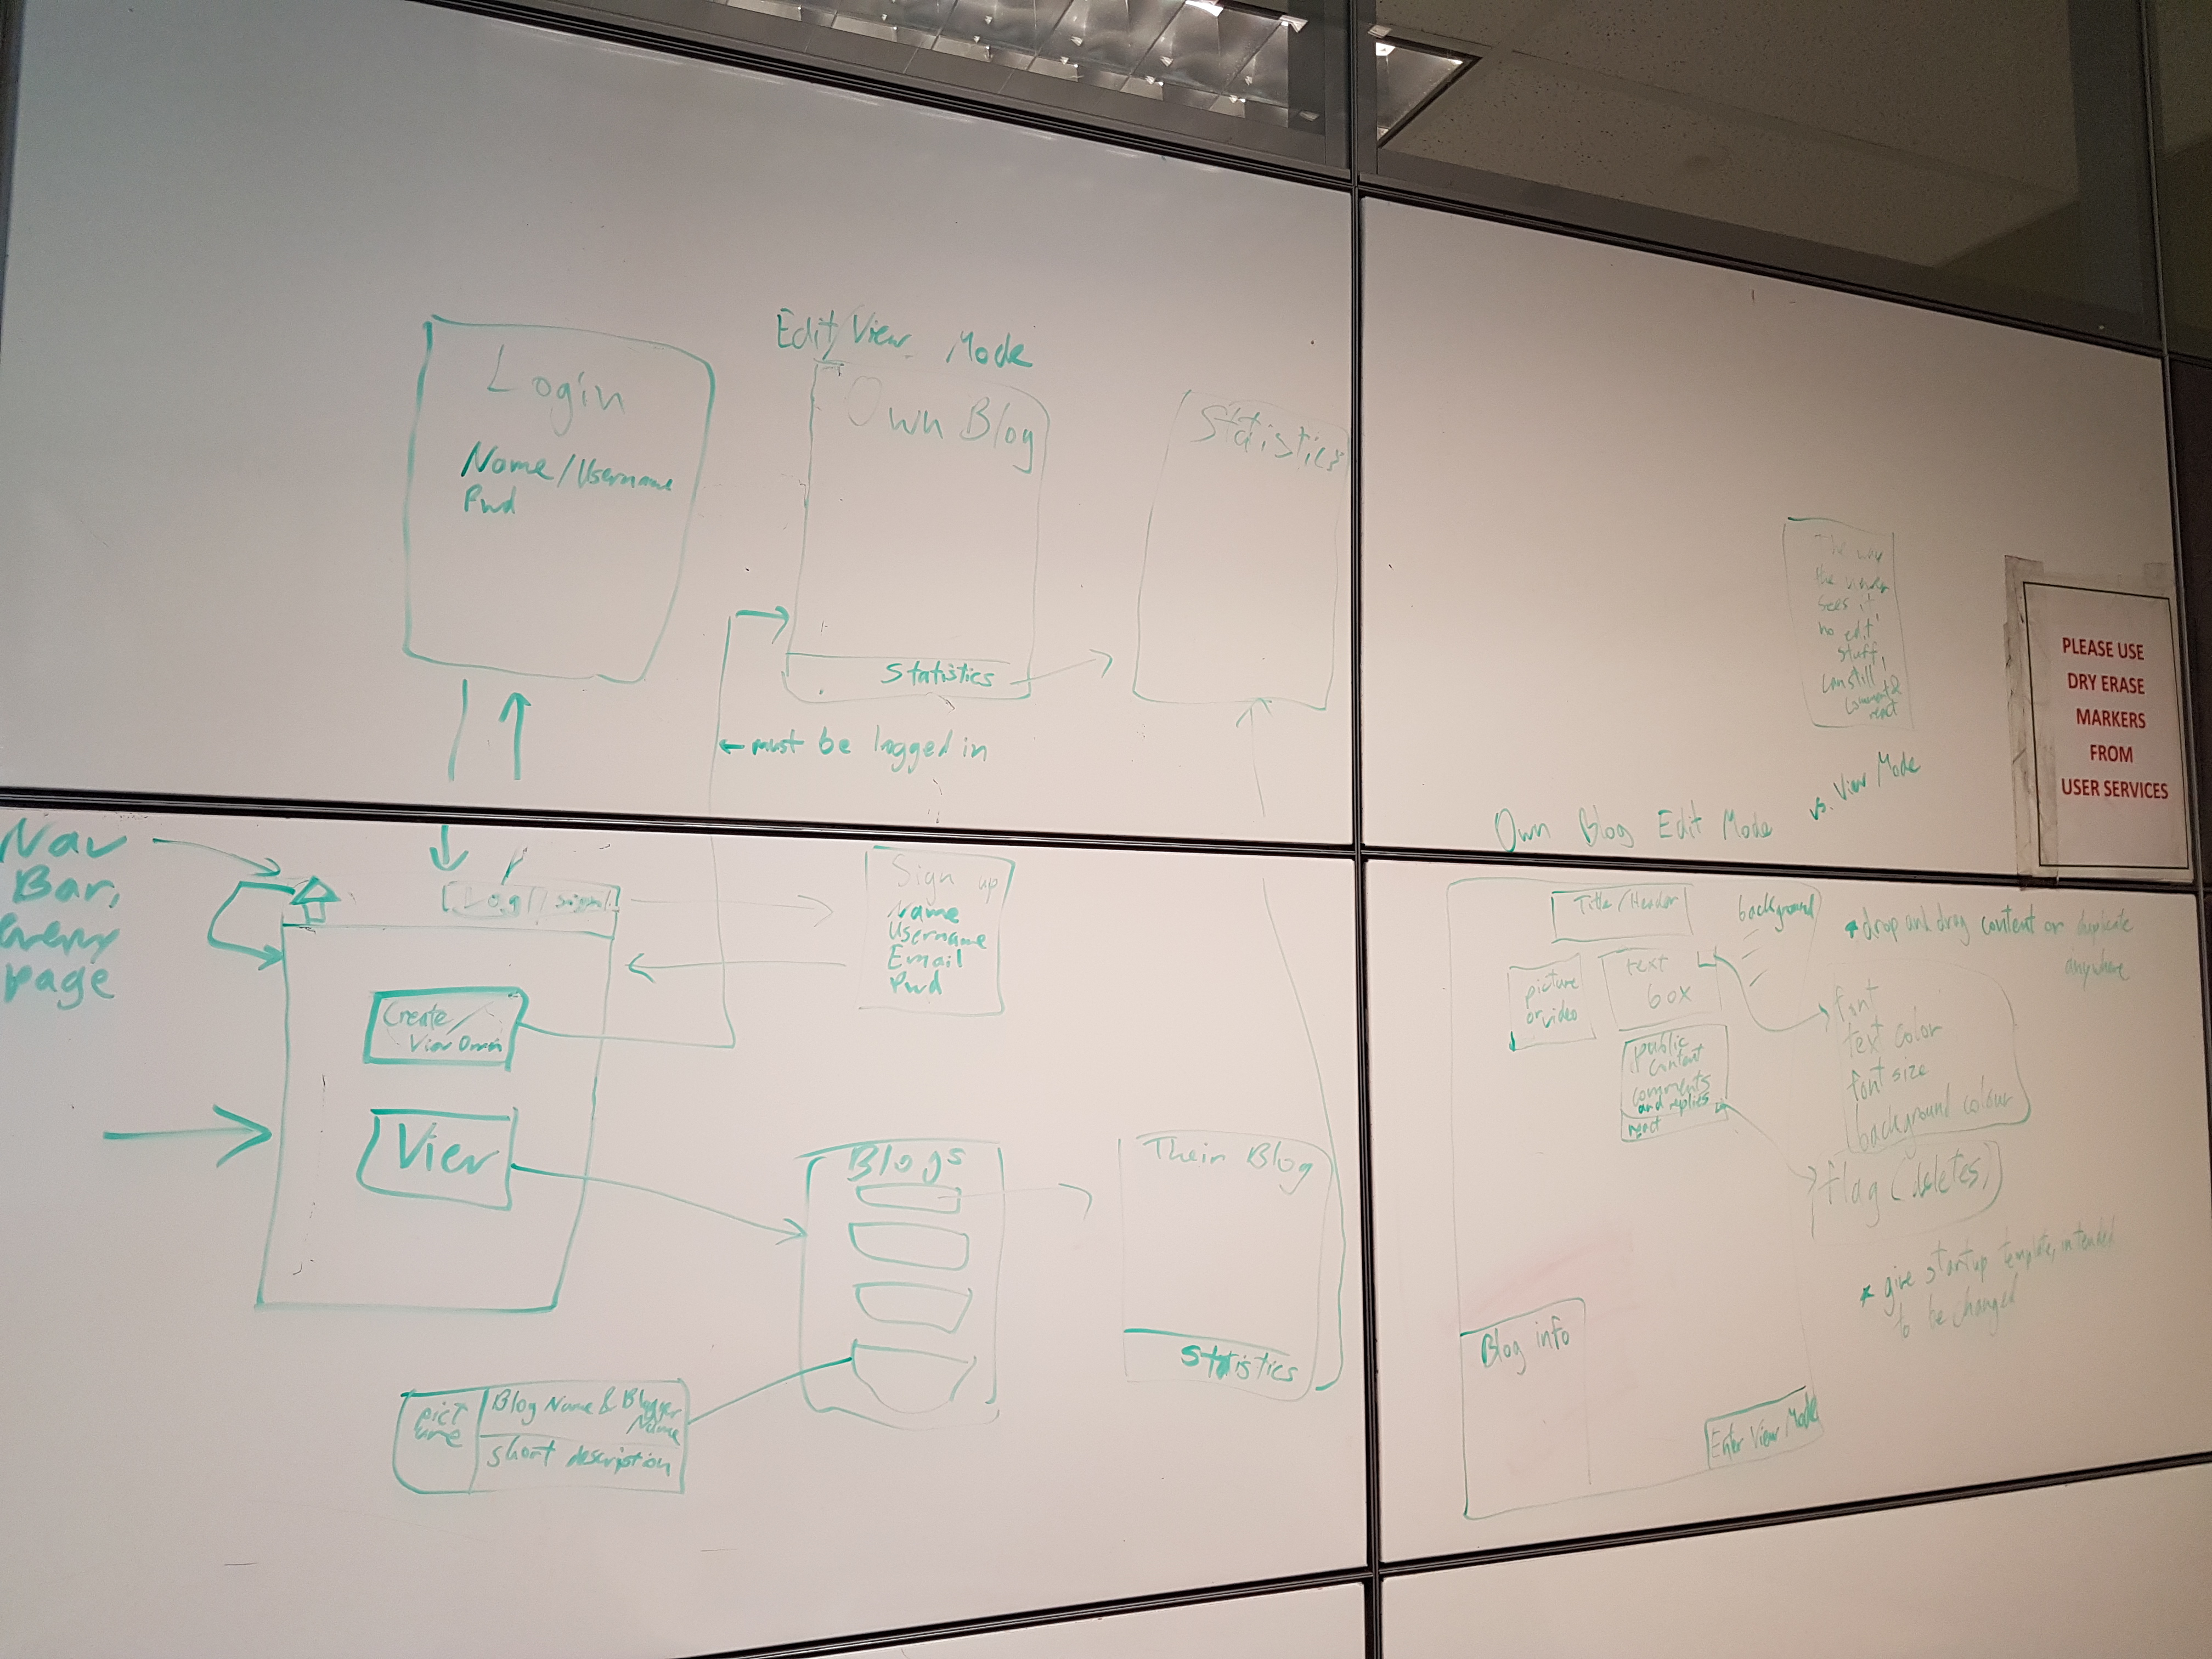 Edit/View Mode
Login
Name/Username
Pwd
Own Blog
Statistics
Statistics
← must be logged in
Nav
Bar,
Every
page
Log / sign
Sign up
Name
Username
Email
Pwd
Create/
View Own
View
Blogs
Their Blog
Statistics
pict
ure
Blog Name & Blogger
Name
short description
The way
the viewer
sees it
no edit
stuff,
can still
comment &
react
PLEASE USE
DRY ERASE
MARKERS
FROM
USER SERVICES
Own Blog Edit Mode vs. View Mode
Title/Header
background
* drop and drag content or duplicate
anywhere
picture
or video
text
box
font
text color
font size
background colour
public
content
comments
and replies
react
flag (deletes)
* give startup template, intended
to be changed
Blog info
Enter View Mode